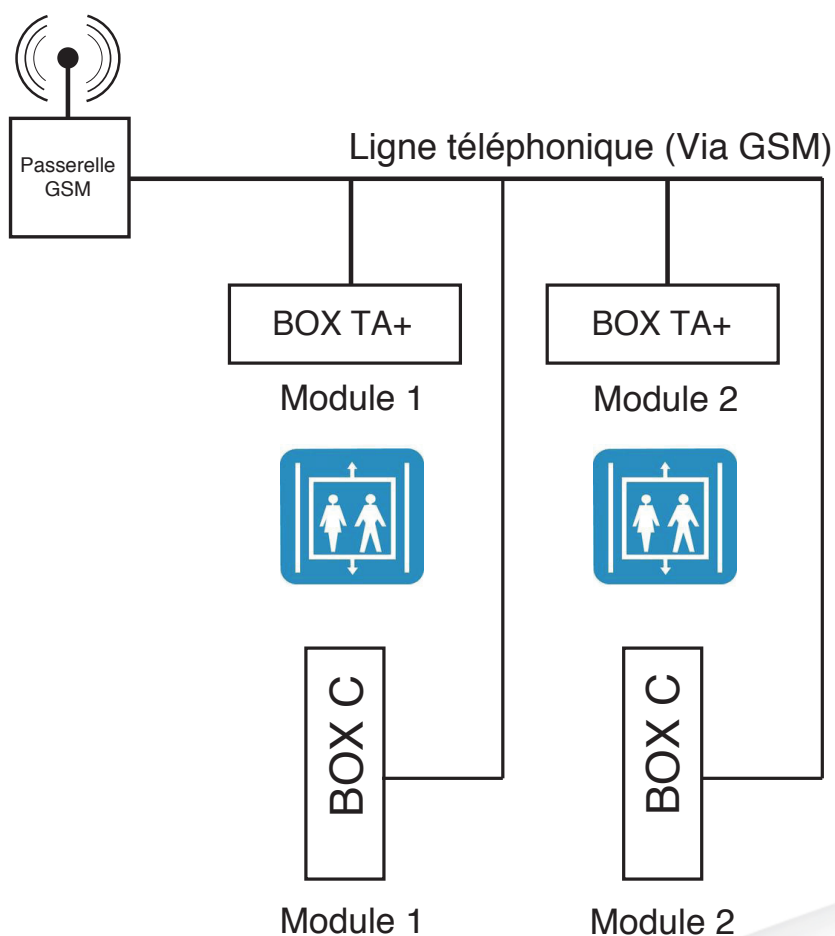 Ligne téléphonique (Via GSM)
Passerelle
GSM
BOX TA+
BOX TA+
Module 1
Module 2
BOX C
BOX C
Module 1
Module 2